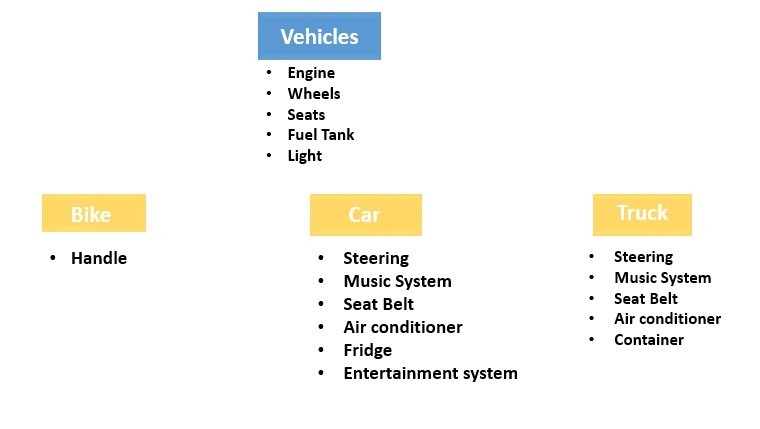 Vehicles
• Engine
• Wheels
• Seats
• Fuel Tank
• Light
Bike
• Handle
Car
• Steering
• Music System
• Seat Belt
• Air conditioner
• Fridge
• Entertainment system
Truck
• Steering
• Music System
• Seat Belt
• Air conditioner
• Container